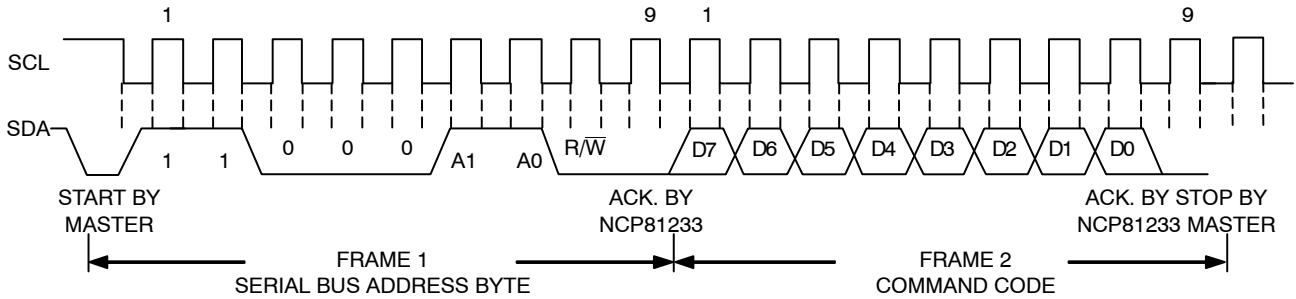 1 9 1 9
SCL
SDA
1 1 0 0 0 A1 A0 R/W̅ D7 D6 D5 D4 D3 D2 D1 D0
START BY MASTER
ACK. BY NCP81233
ACK. BY NCP81233
STOP BY MASTER
FRAME 1
SERIAL BUS ADDRESS BYTE
FRAME 2
COMMAND CODE